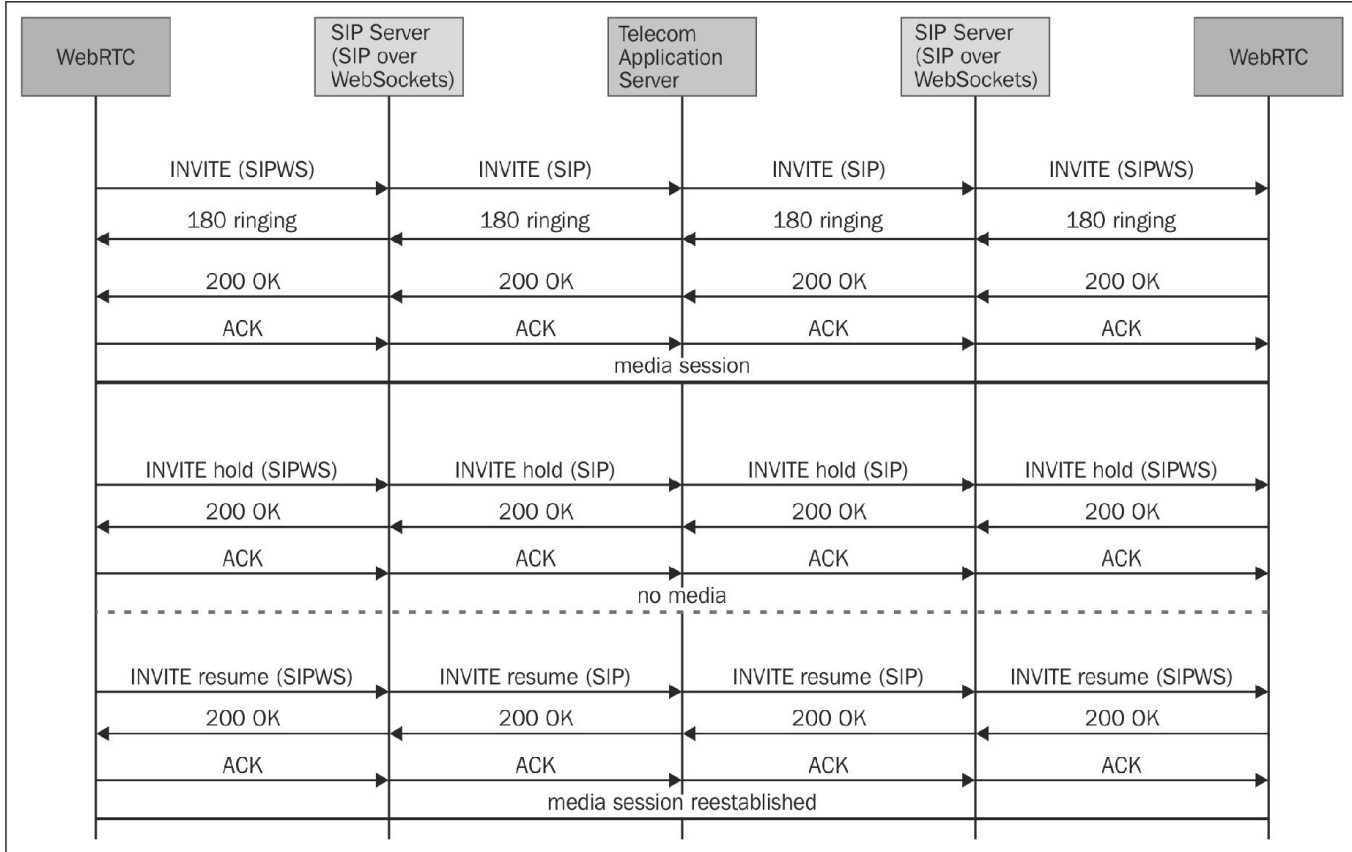 WebRTC
SIP Server
(SIP over
WebSockets)
Telecom
Application
Server
SIP Server
(SIP over
WebSockets)
WebRTC
INVITE (SIPWS)
INVITE (SIP)
INVITE (SIP)
INVITE (SIPWS)
180 ringing
180 ringing
180 ringing
180 ringing
200 OK
200 OK
200 OK
200 OK
ACK
ACK
ACK
ACK
media session
INVITE hold (SIPWS)
INVITE hold (SIP)
INVITE hold (SIP)
INVITE hold (SIPWS)
200 OK
200 OK
200 OK
200 OK
ACK
ACK
ACK
ACK
no media
INVITE resume (SIPWS)
INVITE resume (SIP)
INVITE resume (SIP)
INVITE resume (SIPWS)
200 OK
200 OK
200 OK
200 OK
ACK
ACK
ACK
ACK
media session reestablished